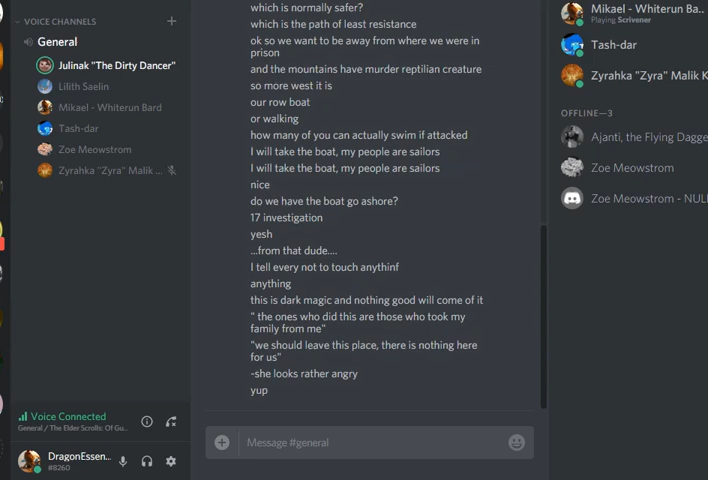 VOICE CHANNELS
General
Julinak "The Dirty Dancer"
Lilith Saelin
Mikael - Whiterun Bard
Tash-dar
Zoe Meowstrom
Zyrahka "Zyra" Malik ...
Voice Connected
General / The Elder Scrolls: Of Gu...
DragonEssen...
#8260
which is normally safer?
which is the path of least resistance
ok so we want to be away from where we were in
prison
and the mountains have murder reptilian creature
so more west it is
our row boat
or walking
how many of you can actually swim if attacked
I will take the boat, my people are sailors
I will take the boat, my people are sailors
nice
do we have the boat go ashore?
17 investigation
yesh
...from that dude....
I tell every not to touch anythinf
anything
this is dark magic and nothing good will come of it
" the ones who did this are those who took my
family from me"
"we should leave this place, there is nothing here
for us"
-she looks rather angry
yup
Message #general
Mikael - Whiterun Ba..
Playing Scrivener
Tash-dar
Zyrahka "Zyra" Malik K
OFFLINE—3
Ajanti, the Flying Dagge
Zoe Meowstrom
Zoe Meowstrom - NUL